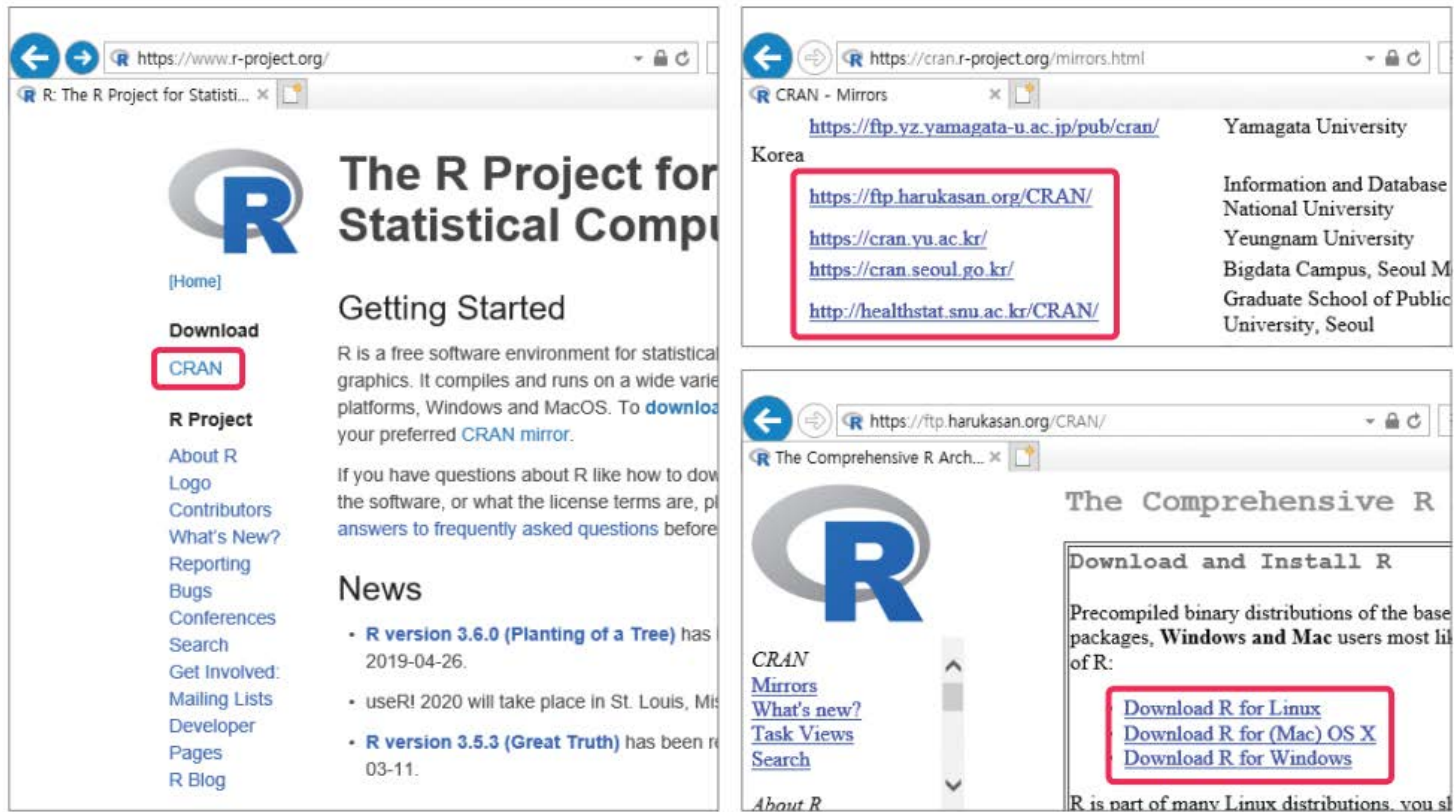 https://www.r-project.org/
R: The R Project for Statisti...
R
The R Project for
Statistical
[Home]
Download
CRAN
R Project
About R
Logo
Contributors
What's New?
Reporting
Bugs
Conferences
Search
Get Involved:
Mailing Lists
Developer
Pages
R Blog
Getting Started
R is a free software environment for statistical
graphics. It compiles and runs on a wide
platforms, Windows and MacOS. To
your preferred CRAN mirror.
If you have questions about R like how to
the software, or what the license terms are,
answers to frequently asked questions before
News
• R version 3.6.0 (Planting of a Tree) has
2019-04-26.
• useR! 2020 will take place in St. Louis,
• R version 3.5.3 (Great Truth) has been
03-11.
https://cran.r-project.org/mirrors.html
CRAN - Mirrors
https://ftp.yz.yamagata-u.ac.jp/pub/cran/ Yamagata University
Korea
https://ftp.harukasan.org/CRAN/ Information and Database
National University
https://cran.yu.ac.kr/ Yeungnam University
https://cran.seoul.go.kr/ Bigdata Campus, Seoul
http://healthstat.snu.ac.kr/CRAN/ Graduate School of Public
University, Seoul
https://ftp.harukasan.org/CRAN/
The Comprehensive R Arch...
R
CRAN
Mirrors
What's new?
Task Views
Search
About R
The Comprehensive R
Download and Install R
Precompiled binary distributions of the base
packages, Windows and Mac users most
of R:
Download R for Linux
Download R for (Mac) OS X
Download R for Windows
R is part of many Linux distributions, you